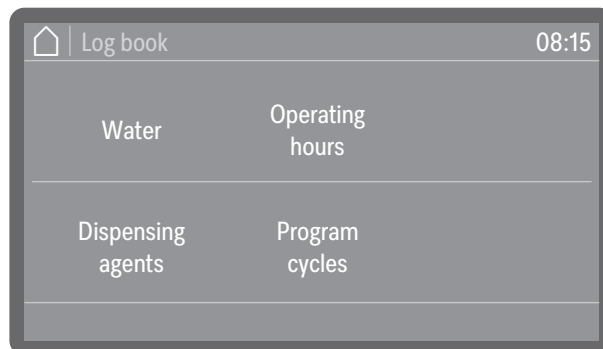 Log book 08:15
Water
Operating
hours
Dispensing
agents
Program
cycles